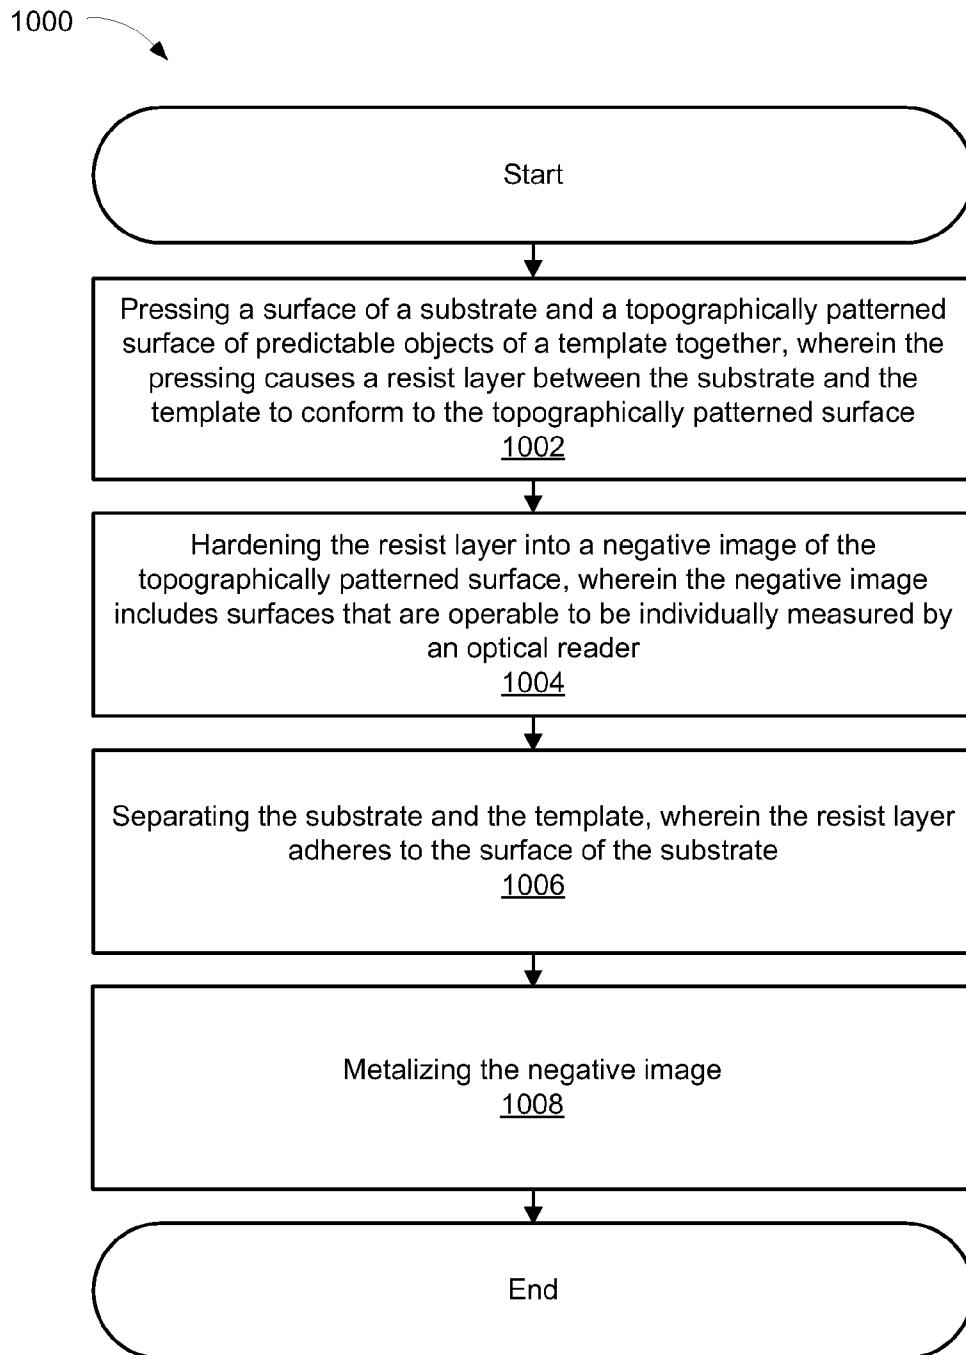 1000
Start
Pressing a surface of a substrate and a topographically patterned
surface of predictable objects of a template together, wherein the
pressing causes a resist layer between the substrate and the
template to conform to the topographically patterned surface
1002
Hardening the resist layer into a negative image of the
topographically patterned surface, wherein the negative image
includes surfaces that are operable to be individually measured by
an optical reader
1004
Separating the substrate and the template, wherein the resist layer
adheres to the surface of the substrate
1006
Metalizing the negative image
1008
End